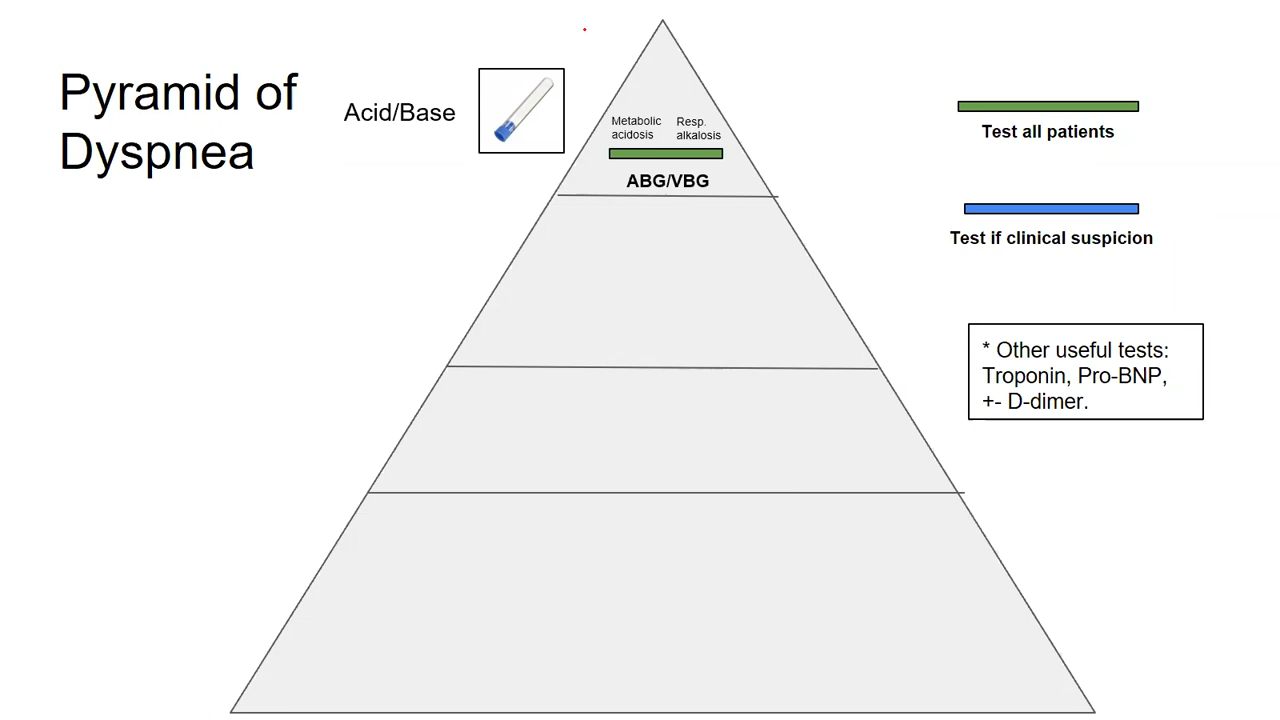 Pyramid of
Dyspnea
Acid/Base
Metabolic
acidosis
Resp.
alkalosis
ABG/VBG
Test all patients
Test if clinical suspicion
* Other useful tests:
Troponin, Pro-BNP,
+- D-dimer.